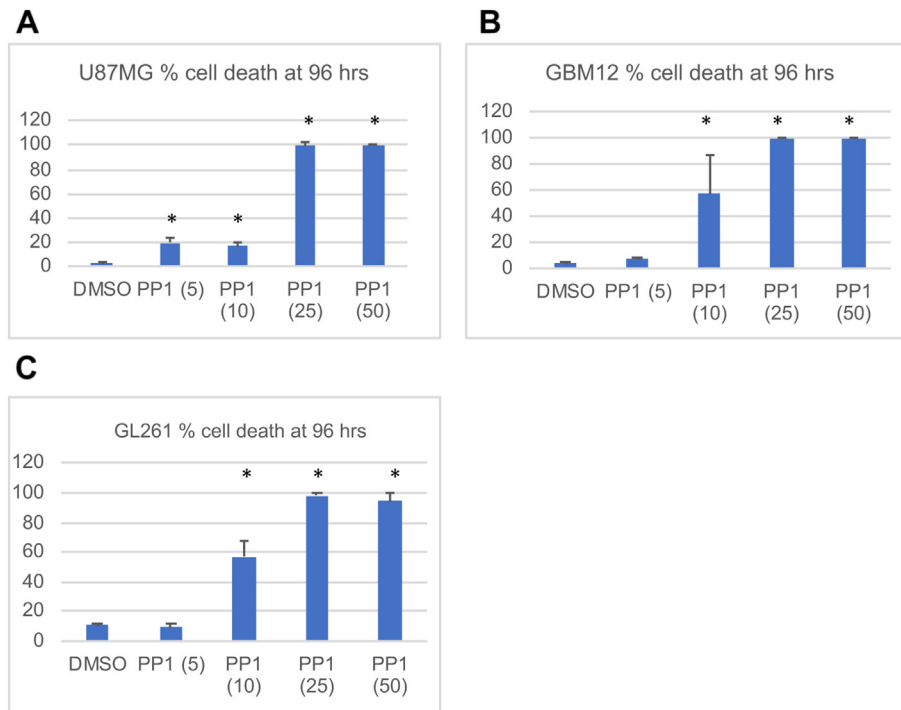 A
U87MG % cell death at 96 hrs
120
100
80
60
40
20
0
* * * *
DMSO PP1 (5) PP1 PP1 PP1
(10) (25) (50)
B
GBM12 % cell death at 96 hrs
120
100
80
60
40
20
0
* * *
DMSO PP1 (5) PP1 PP1 PP1
(10) (25) (50)
C
GL261 % cell death at 96 hrs
120
100
80
60
40
20
0
* * *
DMSO PP1 (5) PP1 PP1 PP1
(10) (25) (50)